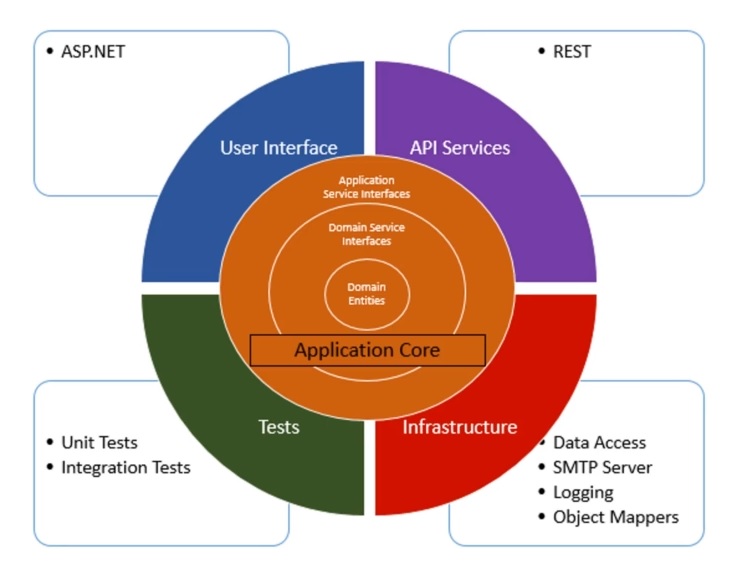 • ASP.NET
• REST
User Interface
API Services
Application
Service Interfaces
Domain Service
Interfaces
Domain
Entities
Application Core
Tests
Infrastructure
• Unit Tests
• Integration Tests
• Data Access
• SMTP Server
• Logging
• Object Mappers